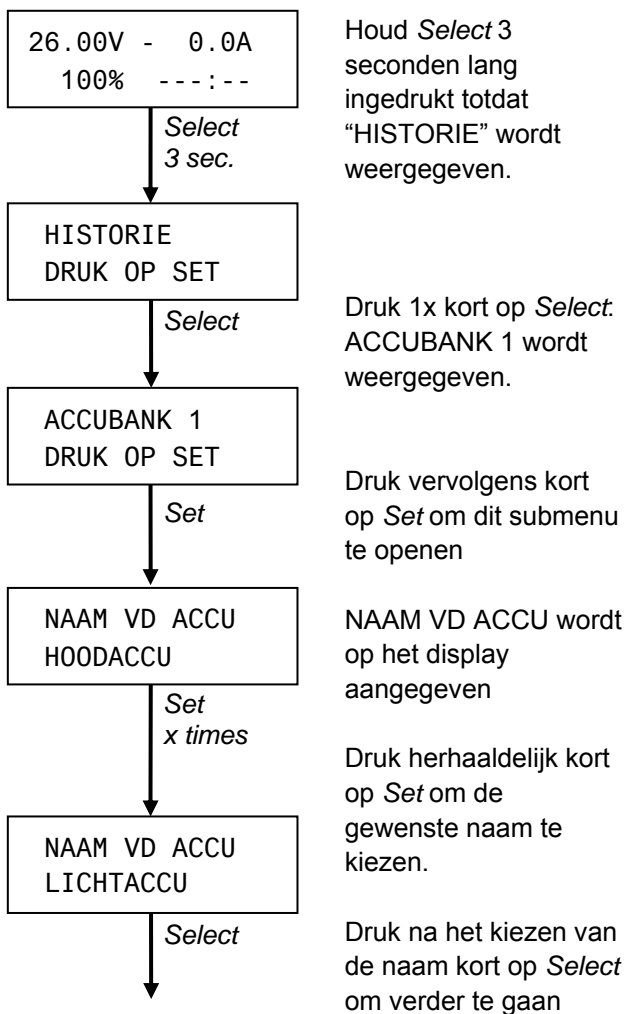 26.00V - 0.0A
100% ---:--
Houd Select 3
seconden lang
ingedrukt totdat
“HISTORIE” wordt
weergegeven.
Select
3 sec.
HISTORIE
DRUK OP SET
Select
Druk 1x kort op Select:
ACCUBANK 1 wordt
weergegeven.
ACCUBANK 1
DRUK OP SET
Set
Druk vervolgens kort
op Set om dit submenu
te openen
NAAM VD ACCU
HOODACCU
NAAM VD ACCU wordt
op het display
aangegeven
Set
x times
Druk herhaaldelijk kort
op Set om de
gewenste naam te
kiezen.
NAAM VD ACCU
LICHTACCU
Select
Druk na het kiezen van
de naam kort op Select
om verder te gaan